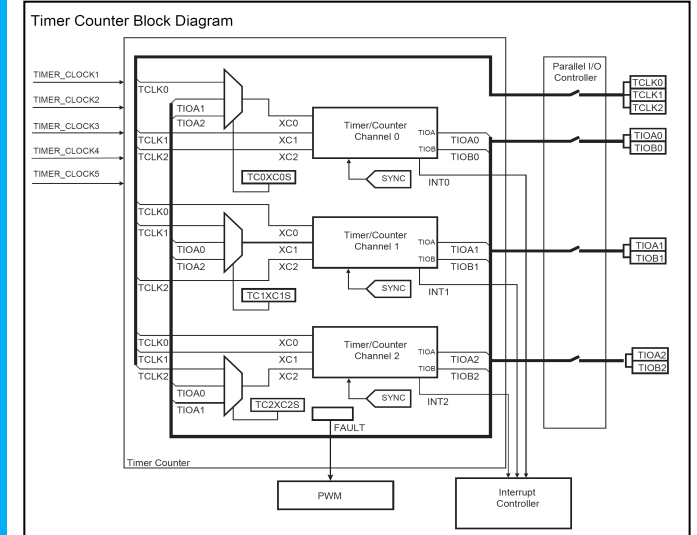 Timer Counter Block Diagram
Parallel I/O
Controller
TIMER_CLOCK1
TIMER_CLOCK2
TIMER_CLOCK3
TIMER_CLOCK4
TIMER_CLOCK5
TCLK0
TIOA1
TIOA2
TCLK1
TCLK2
XC0
XC1
XC2
TC0XC0S
Timer/Counter
Channel 0
TIOA
TIOB
TIOA0
TIOB0
SYNC
INT0
TCLK0
TCLK1
TIOA0
TIOA2
TCLK2
XC0
XC1
XC2
TC1XC1S
Timer/Counter
Channel 1
TIOA
TIOB
TIOA1
TIOB1
SYNC
INT1
TCLK0
TCLK1
TCLK2
TIOA0
TIOA1
XC0
XC1
XC2
TC2XC2S
Timer/Counter
Channel 2
TIOA
TIOB
TIOA2
TIOB2
SYNC
INT2
FAULT
Timer Counter
PWM
Interrupt
Controller
TCLK0
TCLK1
TCLK2
TIOA0
TIOB0
TIOA1
TIOB1
TIOA2
TIOB2